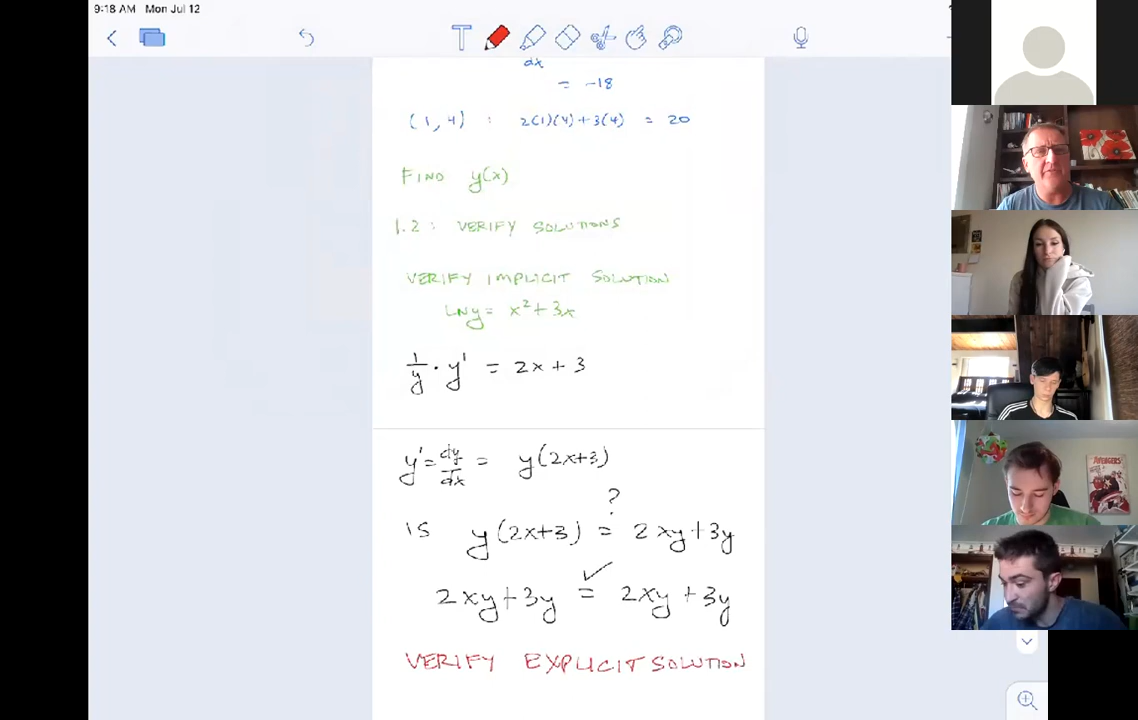 9:18 AM Mon Jul 12
T
dx
= -18
(1, 4) : 2(1)(4)+3(4) = 20
FIND y(x)
1.2: VERIFY SOLUTIONS
VERIFY IMPLICIT SOLUTION
LN y = x² + 3x
1/y · y' = 2x + 3
y' = dy/dx = y(2x+3)
?
IS y(2x+3) = 2xy+3y
✓
2xy+3y = 2xy+3y
VERIFY EXPLICIT SOLUTION
AVENGERS